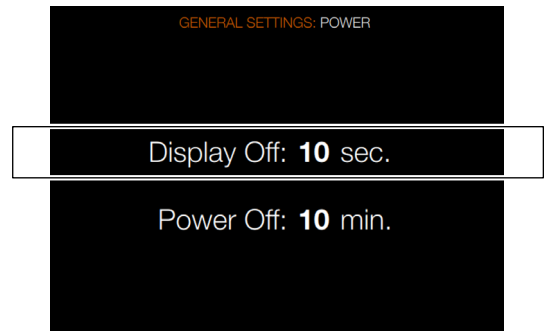 GENERAL SETTINGS: POWER
Display Off: 10 sec.
Power Off: 10 min.